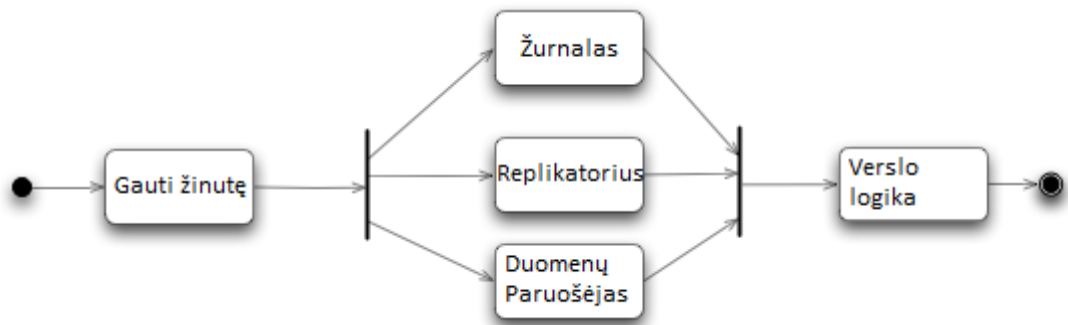 Žurnalas
Gauti žinutę
Replikatorius
Verslo
logika
Duomenų
Paruošėjas